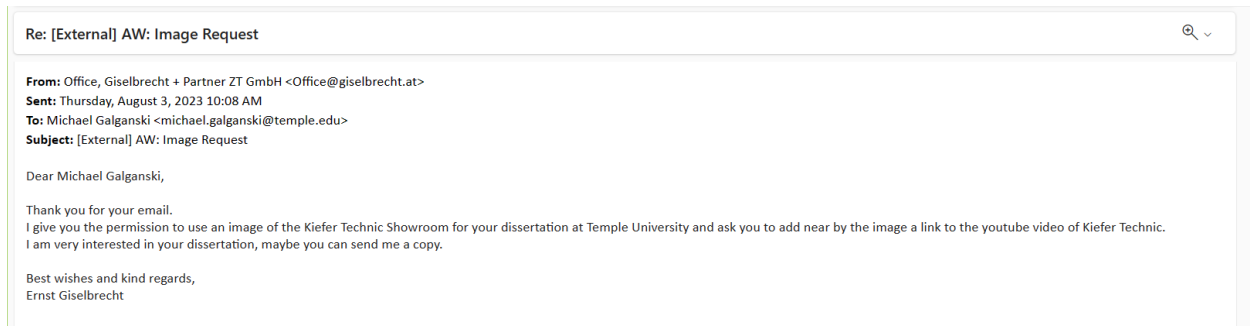 Re: [External] AW: Image Request
From: Office, Giselbrecht + Partner ZT GmbH <Office@giselbrecht.at>
Sent: Thursday, August 3, 2023 10:08 AM
To: Michael Galganski <michael.galganski@temple.edu>
Subject: [External] AW: Image Request
Dear Michael Galganski,
Thank you for your email.
I give you the permission to use an image of the Kiefer Technic Showroom for your dissertation at Temple University and ask you to add near by the image a link to the youtube video of Kiefer Technic.
I am very interested in your dissertation, maybe you can send me a copy.
Best wishes and kind regards,
Ernst Giselbrecht